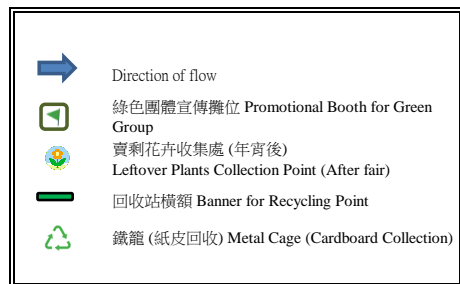 Direction of flow
綠色團體宣傳攤位 Promotional Booth for Green
Group
賣剩花卉收集處 (年宵後)
Leftover Plants Collection Point (After fair)
回收站橫額 Banner for Recycling Point
鐵籠 (紙皮回收) Metal Cage (Cardboard Collection)